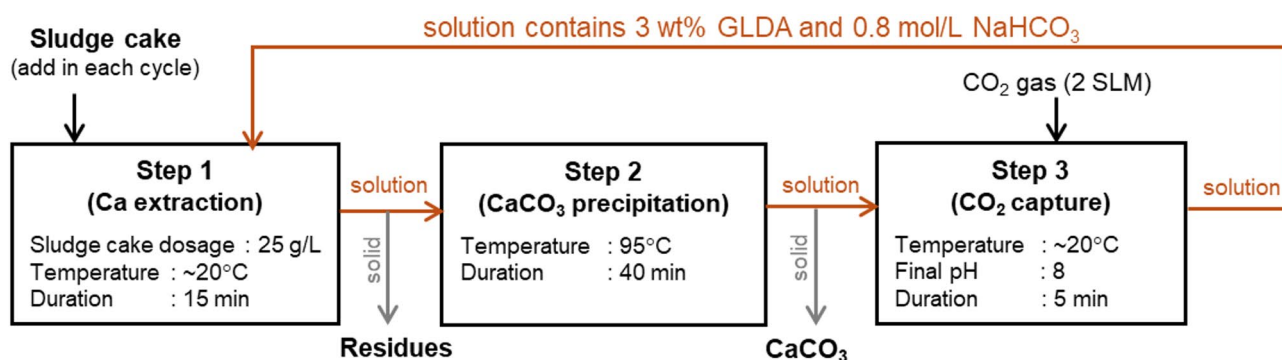 solution contains 3 wt% GLDA and 0.8 mol/L NaHCO₃
Sludge cake
(add in each cycle)
CO₂ gas (2 SLM)
Step 1
(Ca extraction)
Sludge cake dosage : 25 g/L
Temperature : ~20°C
Duration : 15 min
solution
solid
Residues
Step 2
(CaCO₃ precipitation)
Temperature : 95°C
Duration : 40 min
solution
solid
CaCO₃
Step 3
(CO₂ capture)
Temperature : ~20°C
Final pH : 8
Duration : 5 min
solution